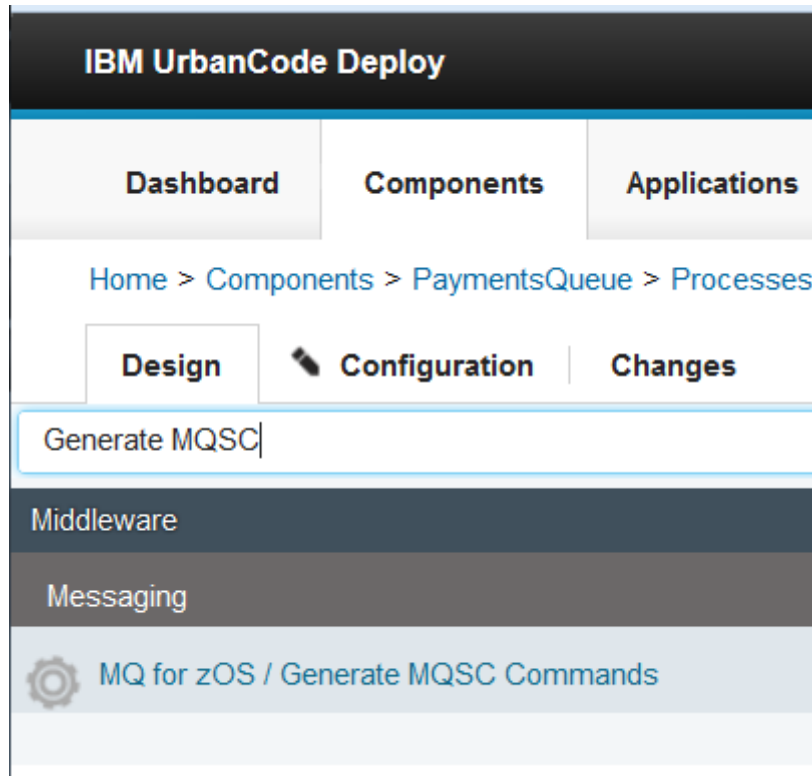 IBM UrbanCode Deploy
Dashboard Components Applications
Home > Components > PaymentsQueue > Processes
Design Configuration Changes
Generate MQSC
Middleware
Messaging
MQ for zOS / Generate MQSC Commands